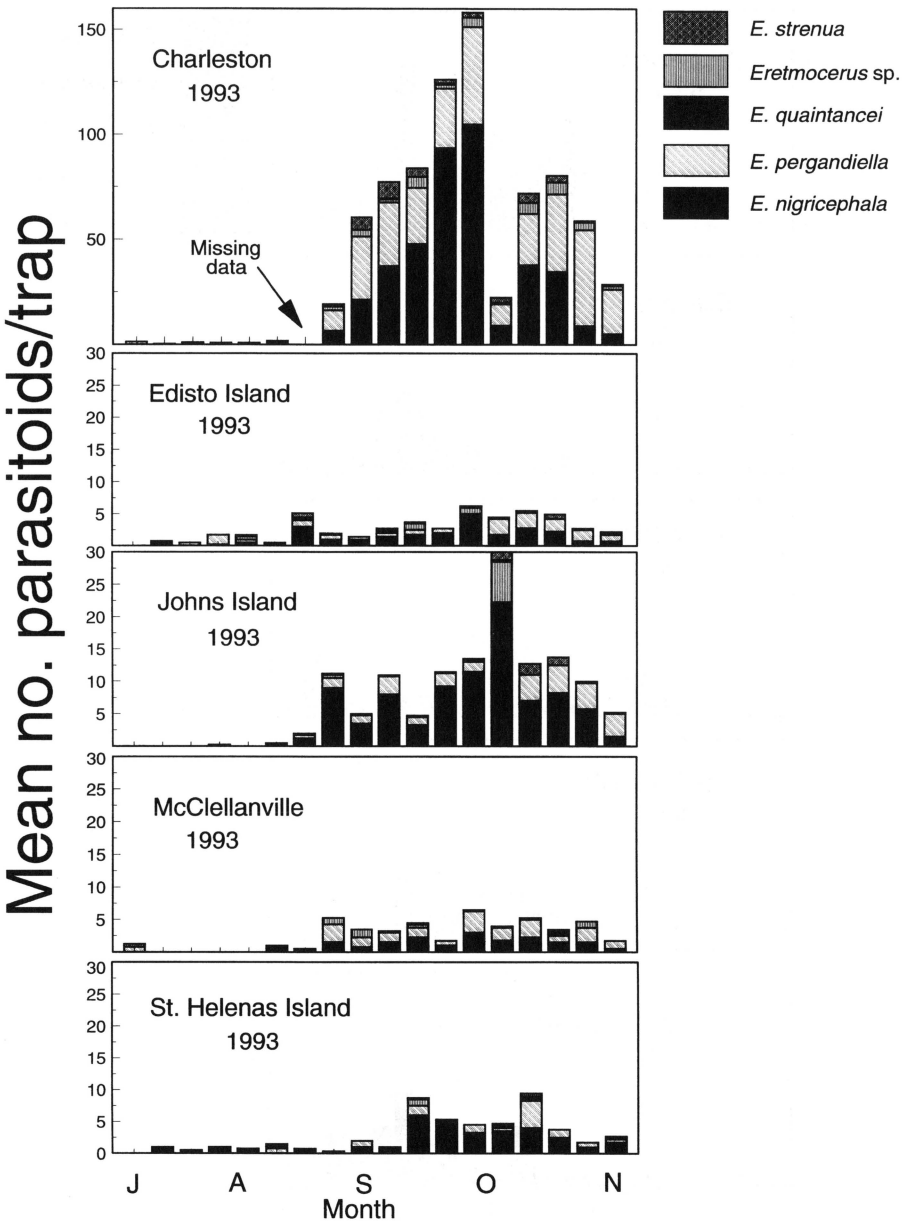 Mean no. parasitoids/trap
Charleston
1993
150
100
50
Missing
data
E. strenua
Eretmocerus sp.
E. quaintancei
E. pergandiella
E. nigricephala
30
25
20
15
10
5
Edisto Island
1993
30
25
20
15
10
5
Johns Island
1993
30
25
20
15
10
5
McClellanville
1993
30
25
20
15
10
5
0
St. Helenas Island
1993
J A S O N
Month